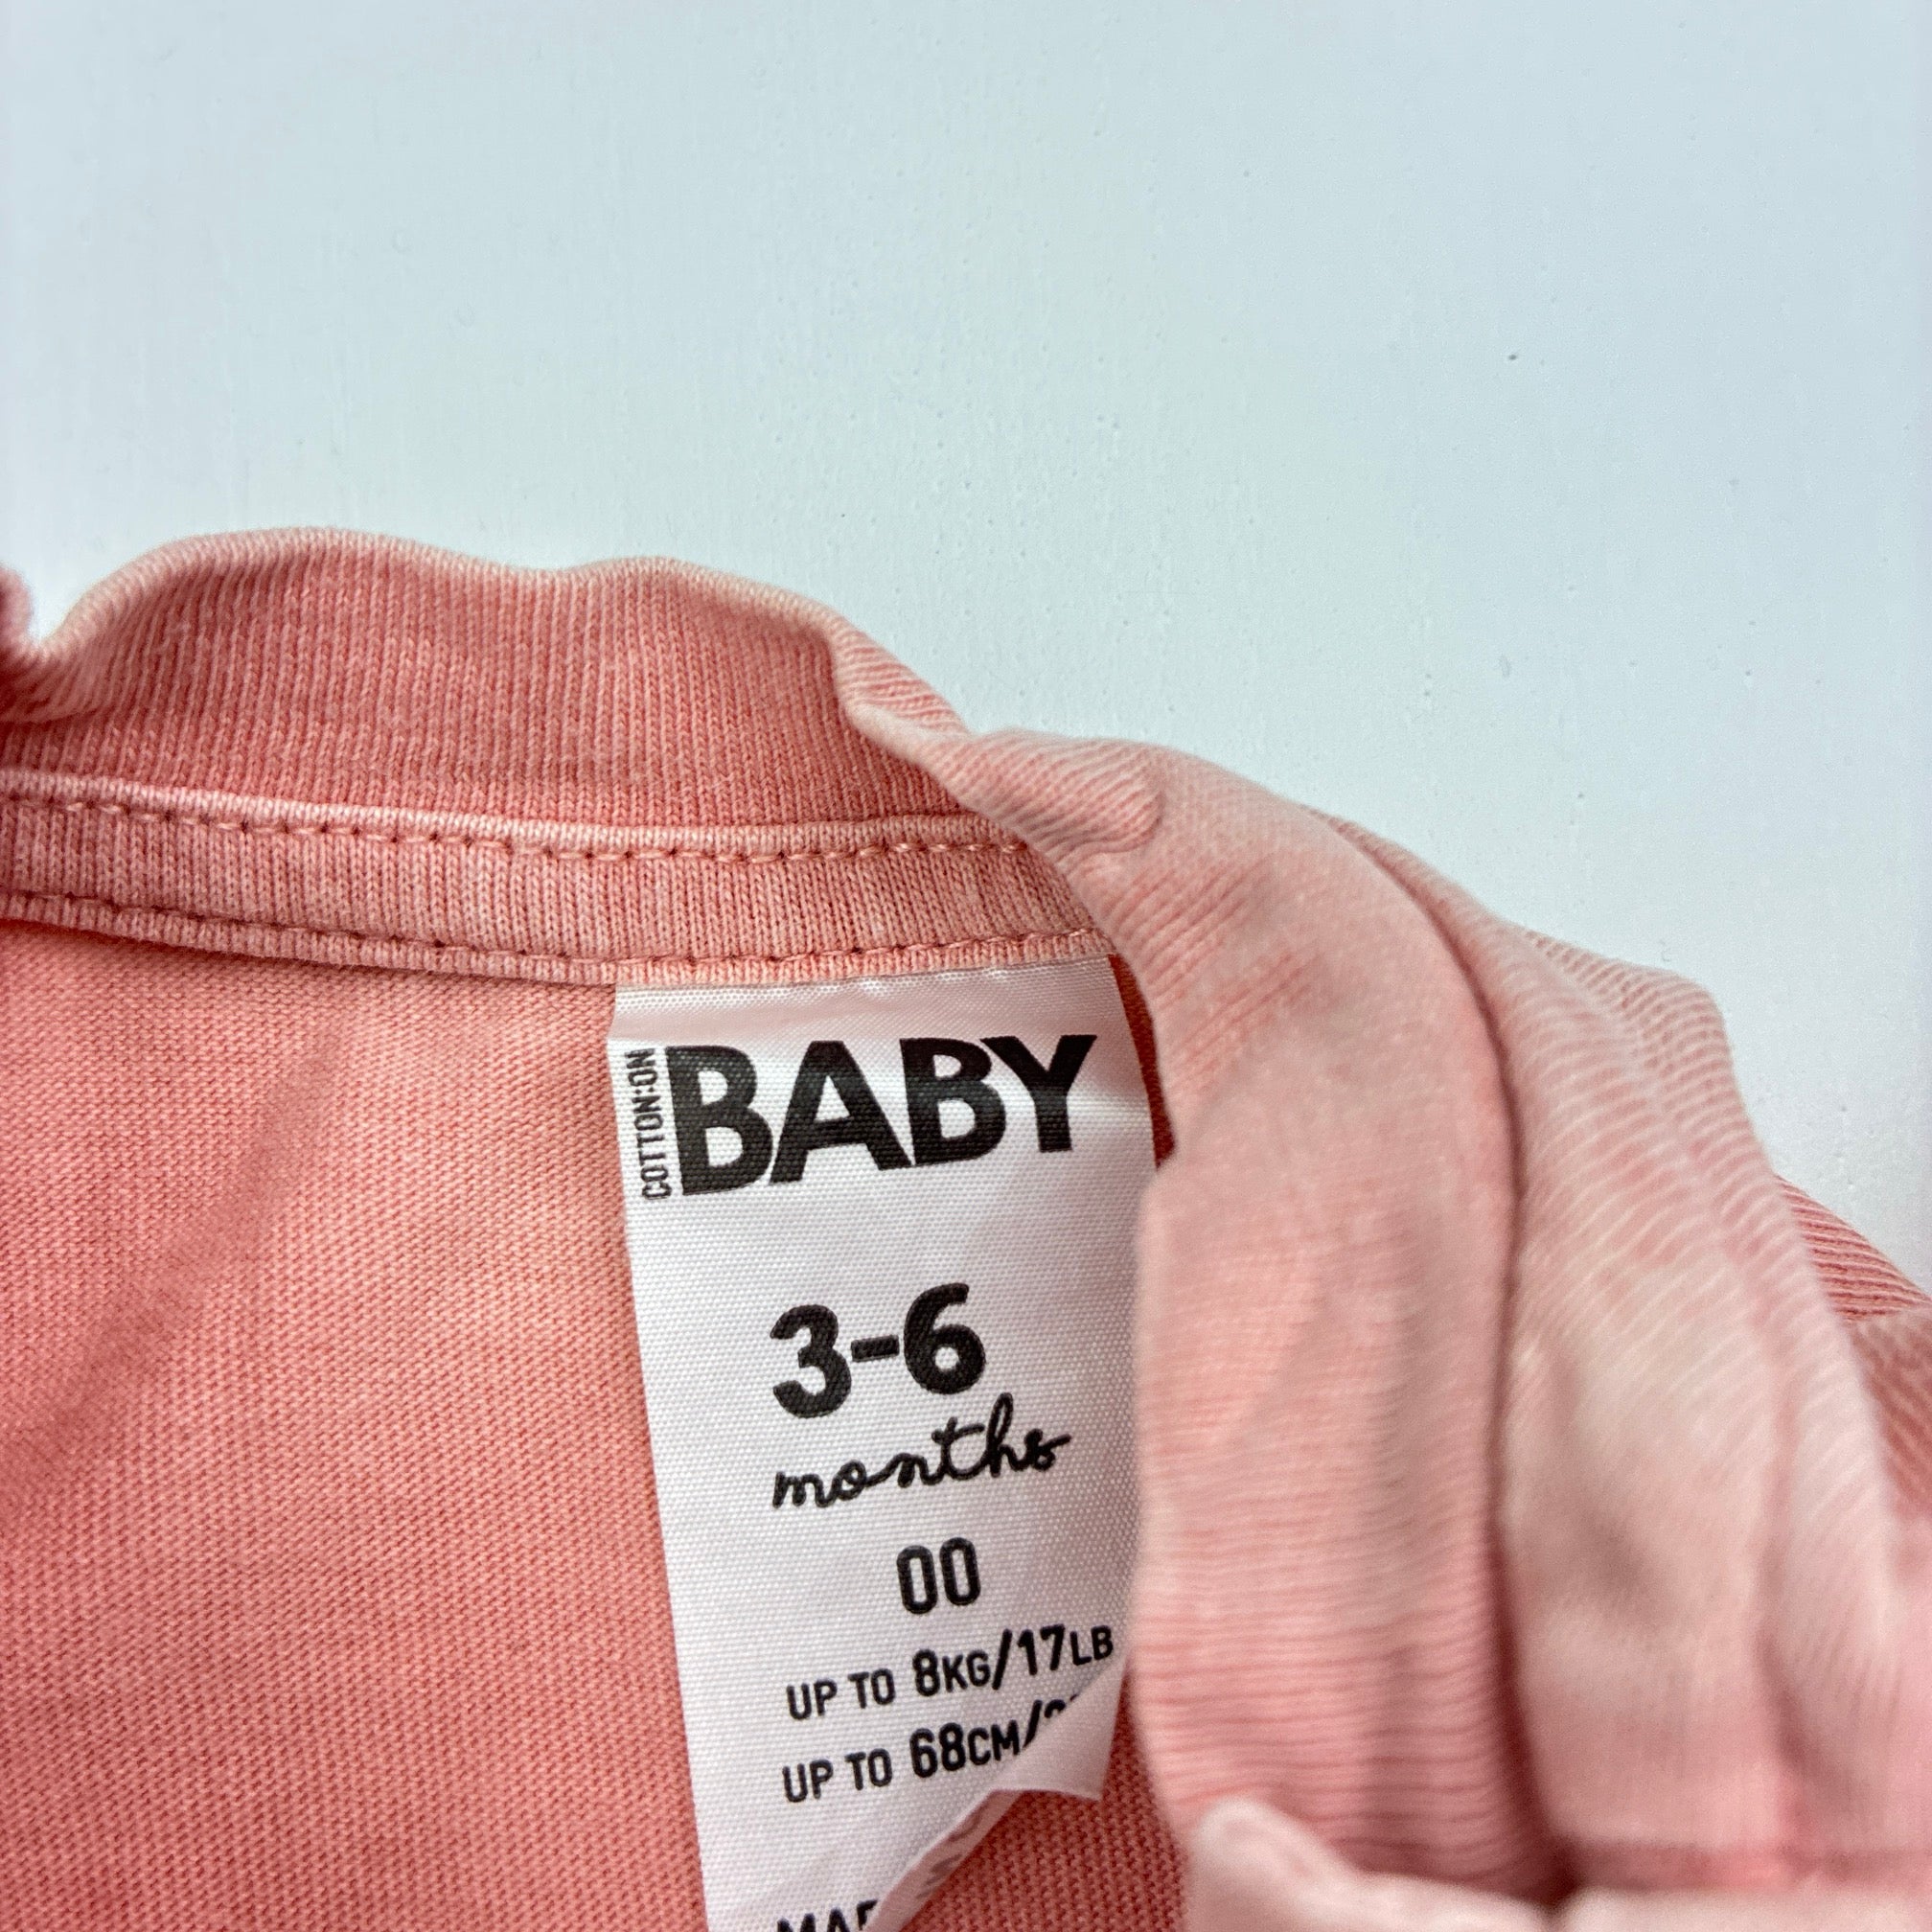 COTTON:ON
BABY
3-6
months
00
UP TO 8KG/17LB
UP TO 68CM/